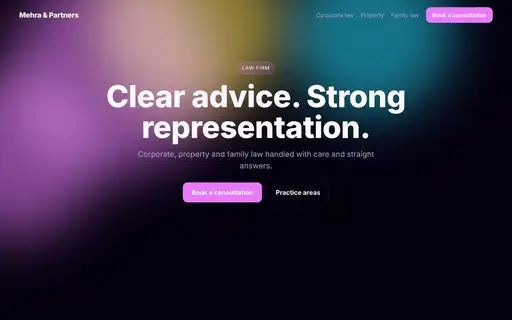 Mehra & Partners
Corporate law Property Family law Book a consultation
LAW FIRM
Clear advice. Strong
representation.
Corporate, property and family law handled with care and straight
answers.
Book a consultation Practice areas